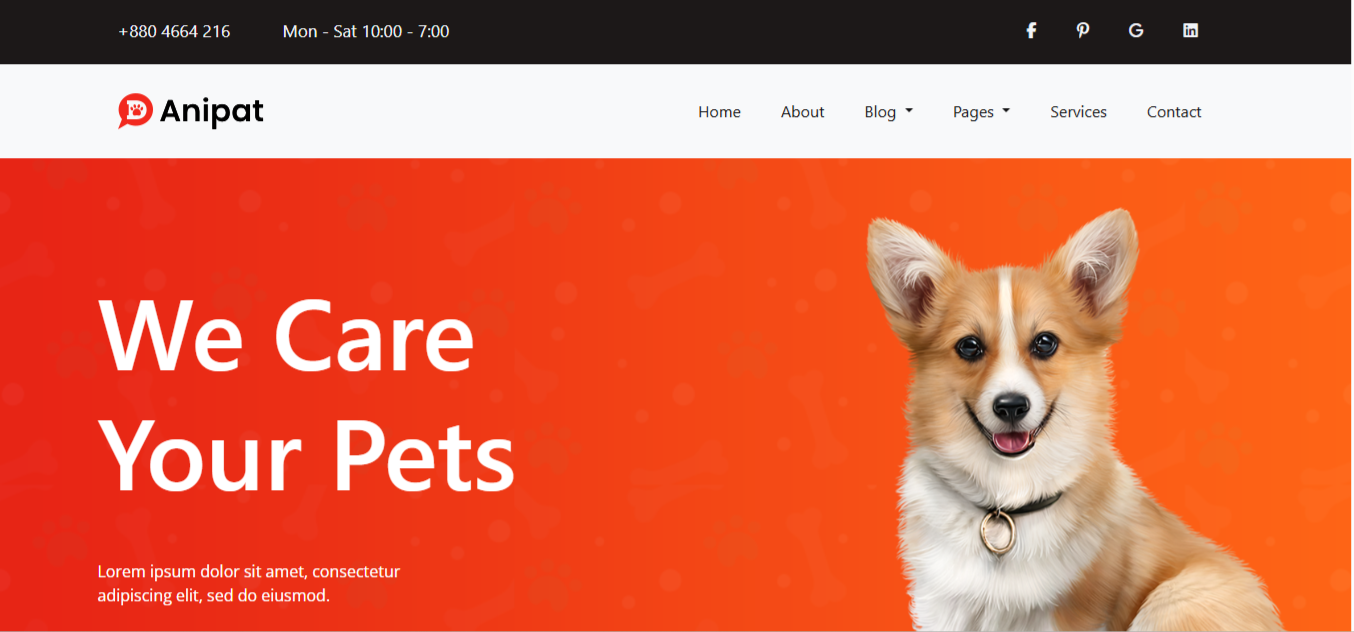 +880 4664 216 Mon - Sat 10:00 - 7:00
Anipat Home About Blog Pages Services Contact
We Care
Your Pets
Lorem ipsum dolor sit amet, consectetur
adipiscing elit, sed do eiusmod.